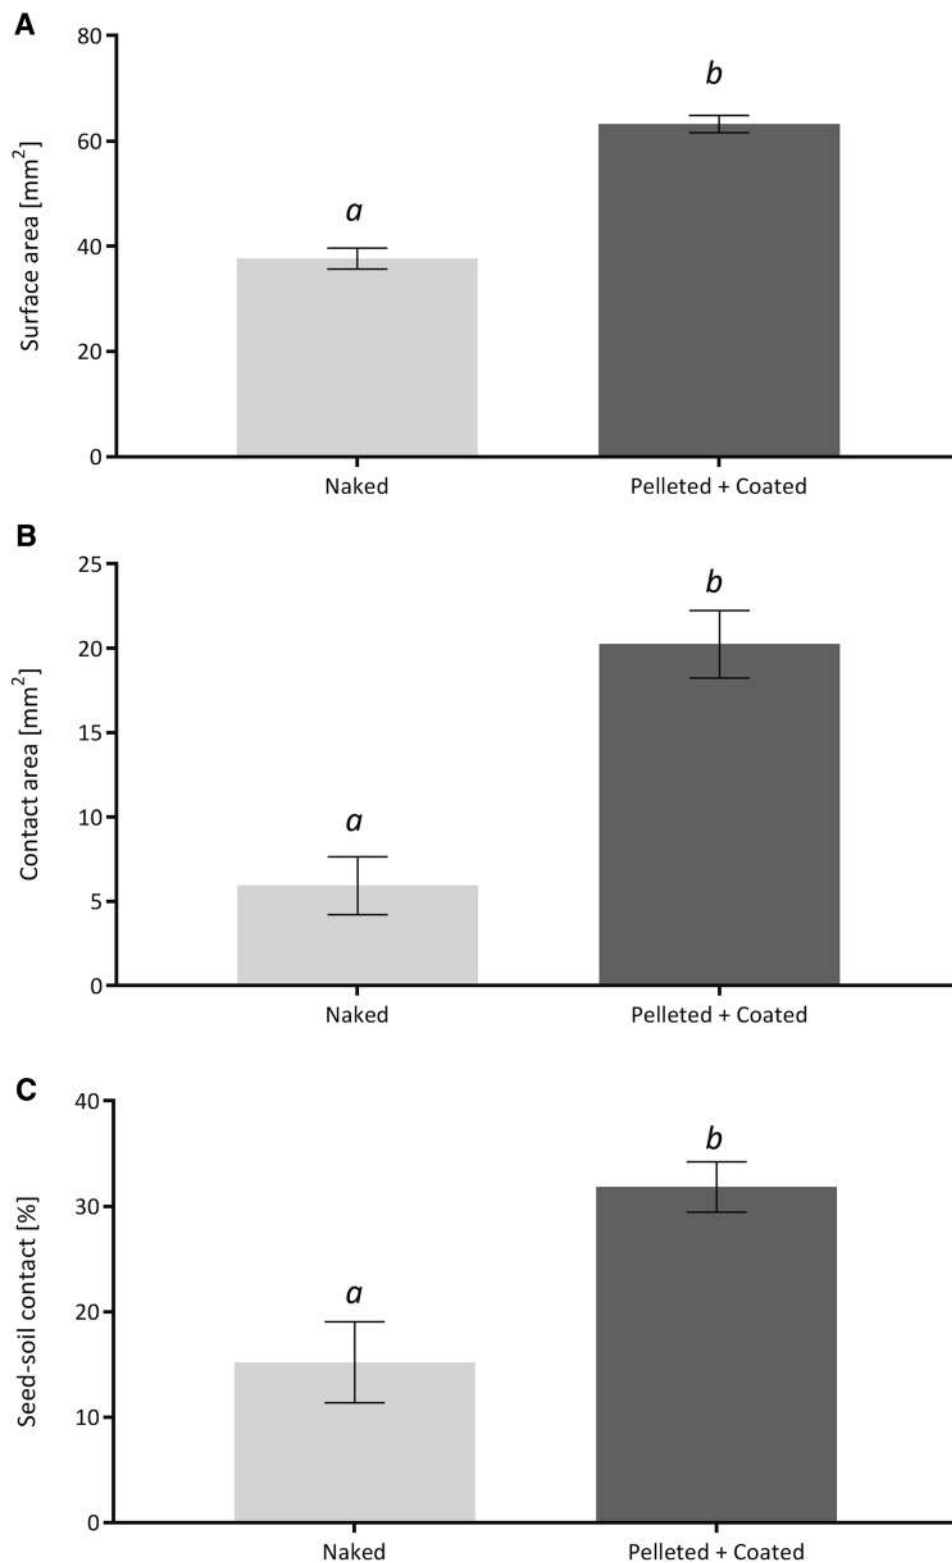 A
80
b
60
a
40
20
0
Surface area [mm²]
Naked Pelleted + Coated
B
25
b
20
15
a
10
5
0
Contact area [mm²]
Naked Pelleted + Coated
C
40
b
30
a
20
10
0
Seed-soil contact [%]
Naked Pelleted + Coated